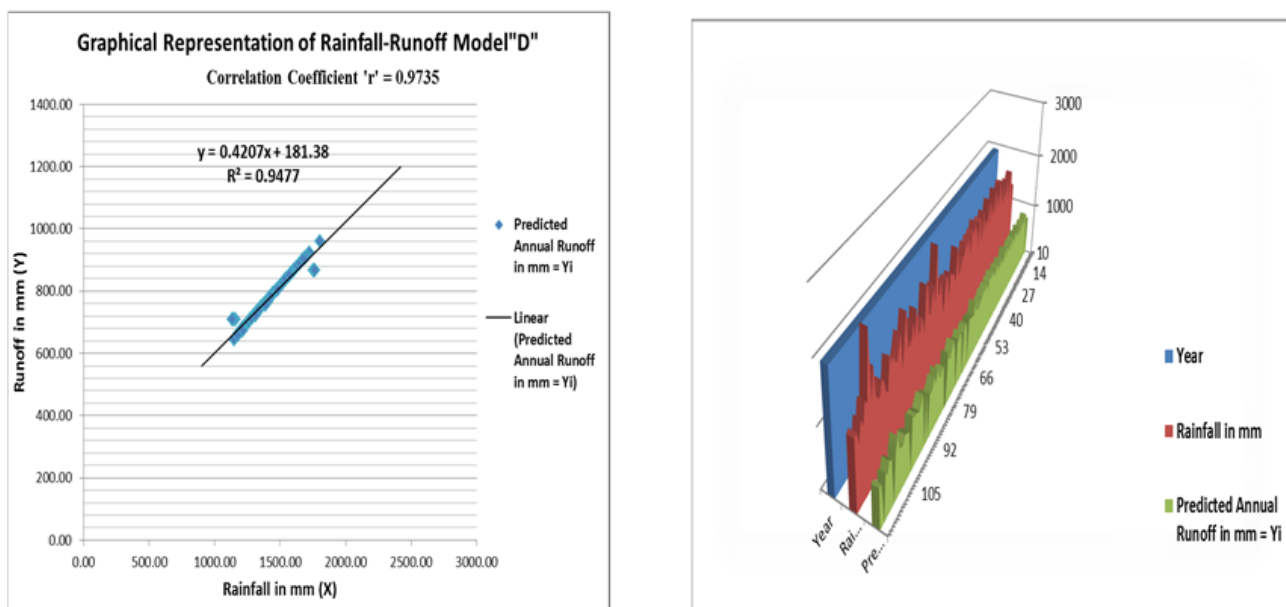 Graphical Representation of Rainfall-Runoff Model"D"
Correlation Coefficient 'r' = 0.9735
1400.00
1200.00
1000.00
800.00
600.00
400.00
200.00
0.00
Runoff in mm (Y)
y = 0.4207x + 181.38
R² = 0.9477
0.00 500.00 1000.00 1500.00 2000.00 2500.00 3000.00
Rainfall in mm (X)
Predicted
Annual Runoff
in mm = Yi
Linear
(Predicted
Annual Runoff
in mm = Yi)
3000
2000
1000
10
14
27
40
53
66
79
92
105
Year
Rai...
Pre...
Year
Rainfall in mm
Predicted Annual
Runoff in mm = Yi